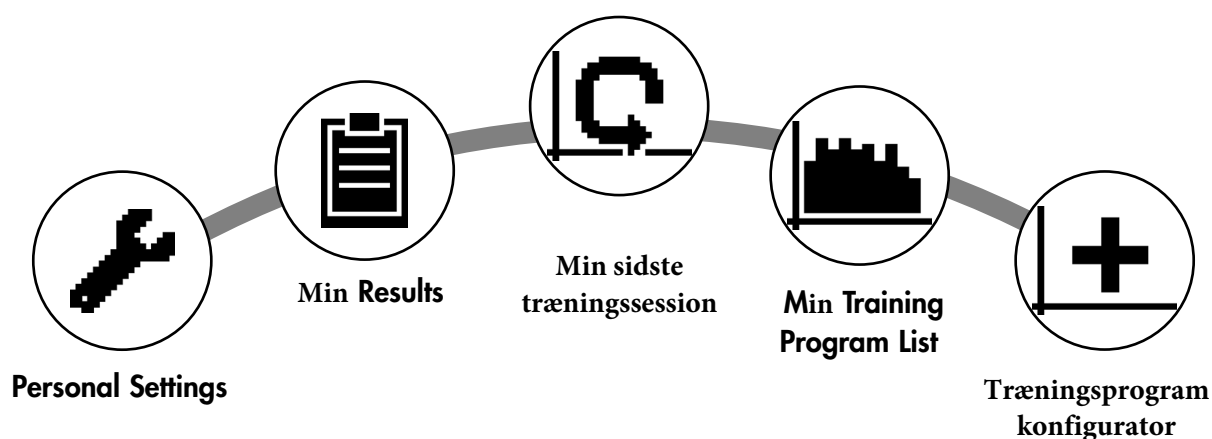 Personal Settings
Min Results
Min sidste
træningssession
Min Training
Program List
Træningsprogram
konfigurator